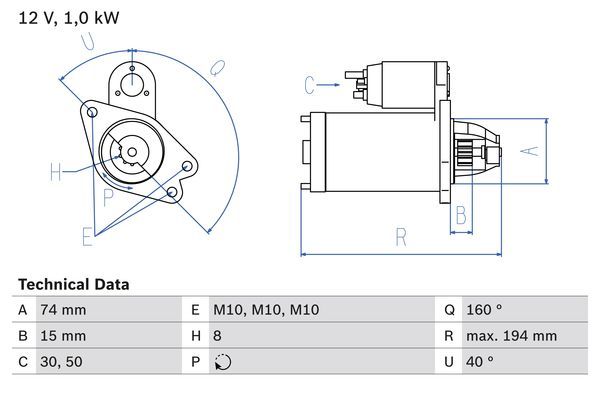 12 V, 1,0 kW
U
Q
C
H
P
E
A
B
R
Technical Data
A 74 mm E M10, M10, M10 Q 160 °
B 15 mm H 8 R max. 194 mm
C 30, 50 P U 40 °